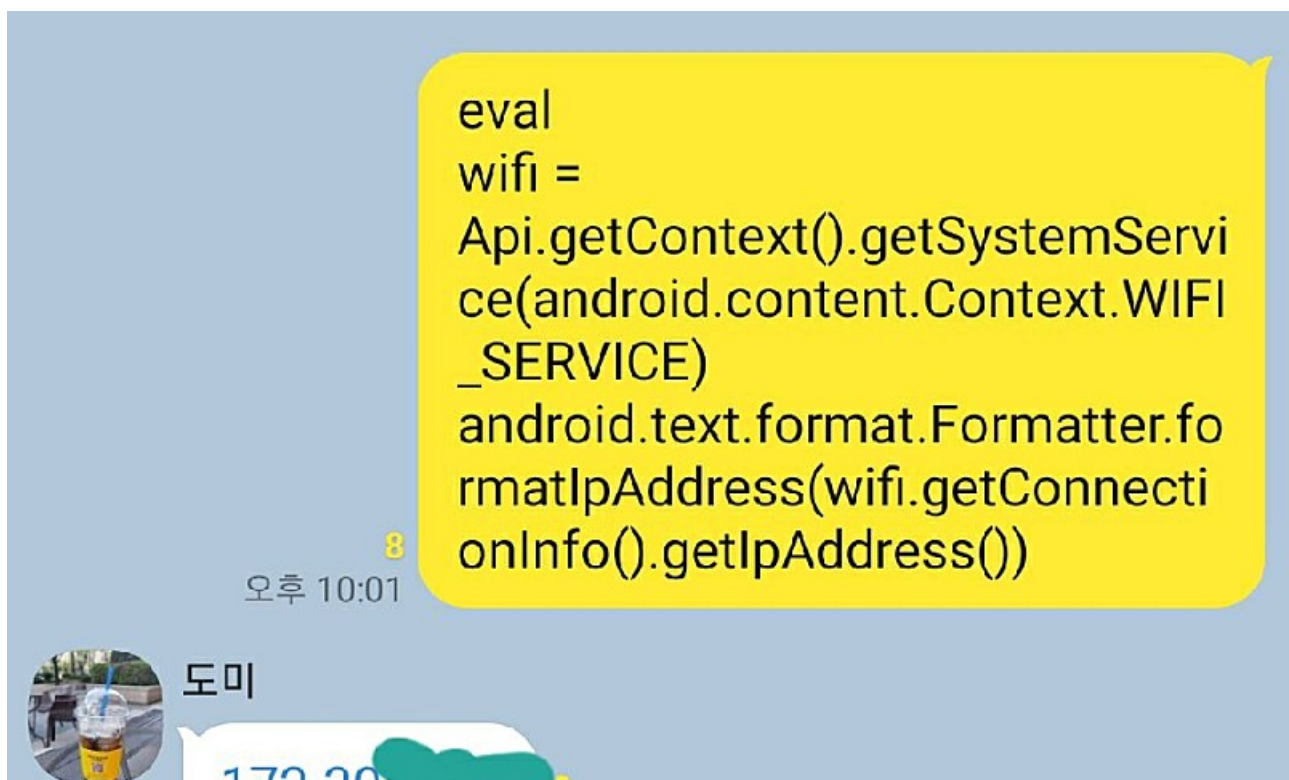 eval
wifi =
Api.getContext().getSystemServi
ce(android.content.Context.WIFI
_SERVICE)
android.text.format.Formatter.fo
rmatIpAddress(wifi.getConnecti
onInfo().getIpAddress())
8
오후 10:01
도미